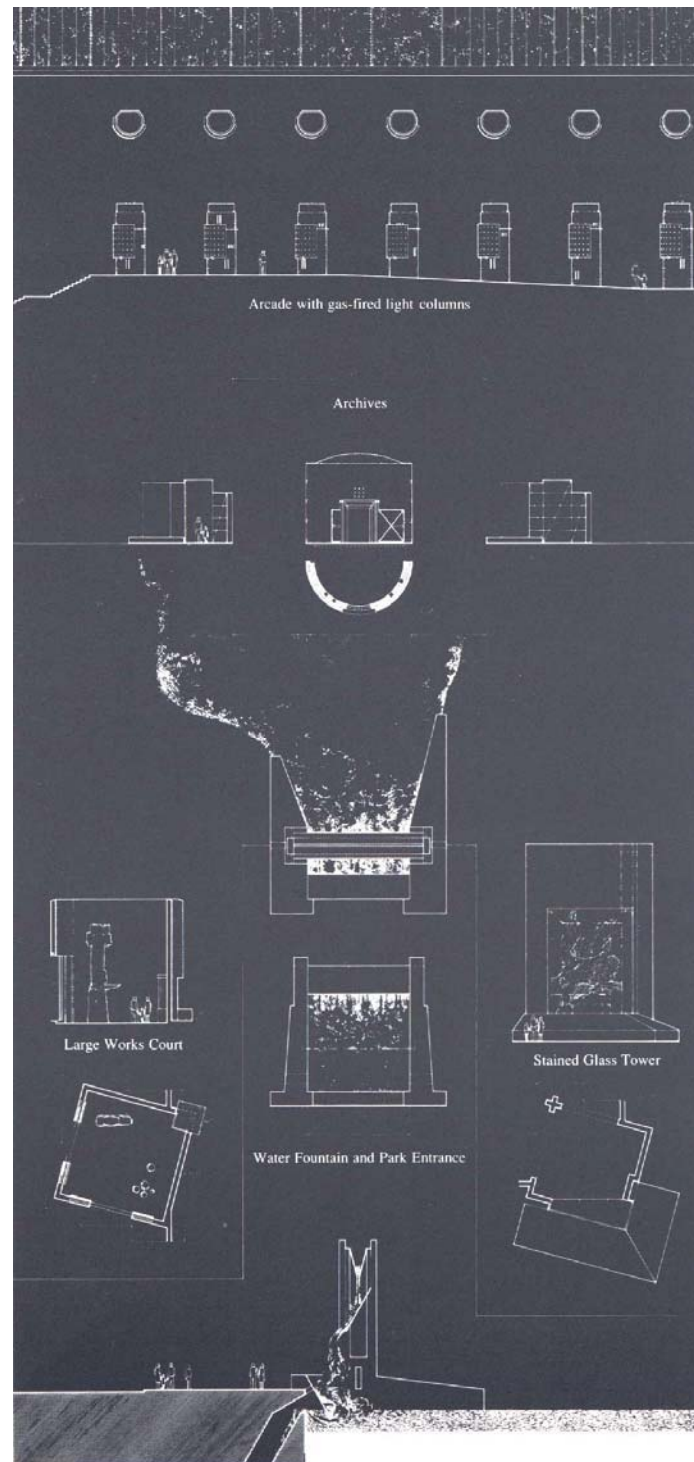 Arcade with gas-fired light columns
Archives
Large Works Court
Stained Glass Tower
Water Fountain and Park Entrance